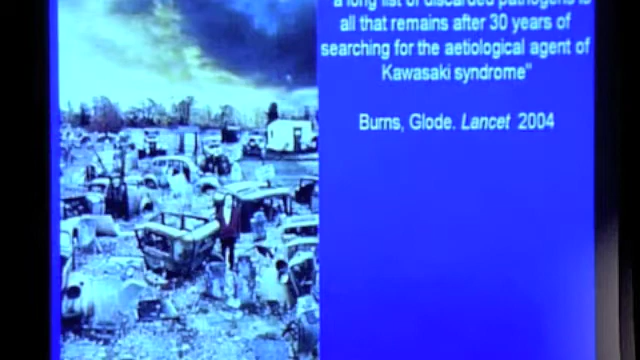 "a long list of discarded pathogens is
all that remains after 30 years of
searching for the aetiological agent of
Kawasaki syndrome"
Burns, Glode. Lancet 2004